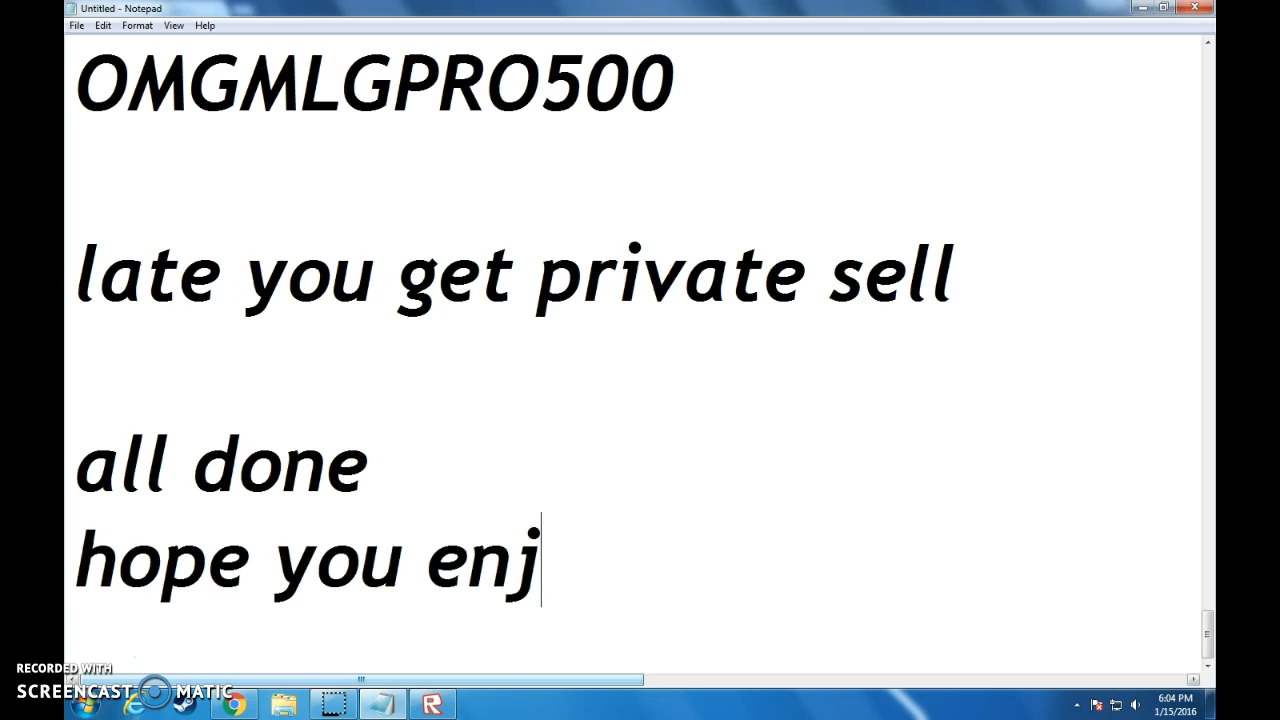 Untitled - Notepad
File Edit Format View Help
OMGMLGPRO500
late you get private sell
all done
hope you enj
RECORDED WITH
SCREENCAST MATIC
6:04 PM
1/15/2016